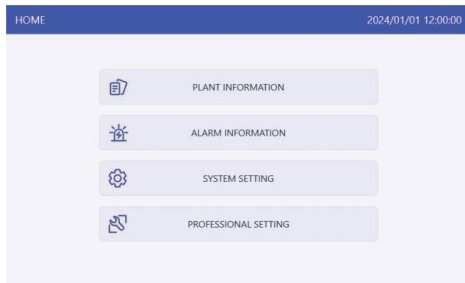 HOME
2024/01/01 12:00:00
PLANT INFORMATION
ALARM INFORMATION
SYSTEM SETTING
PROFESSIONAL SETTING